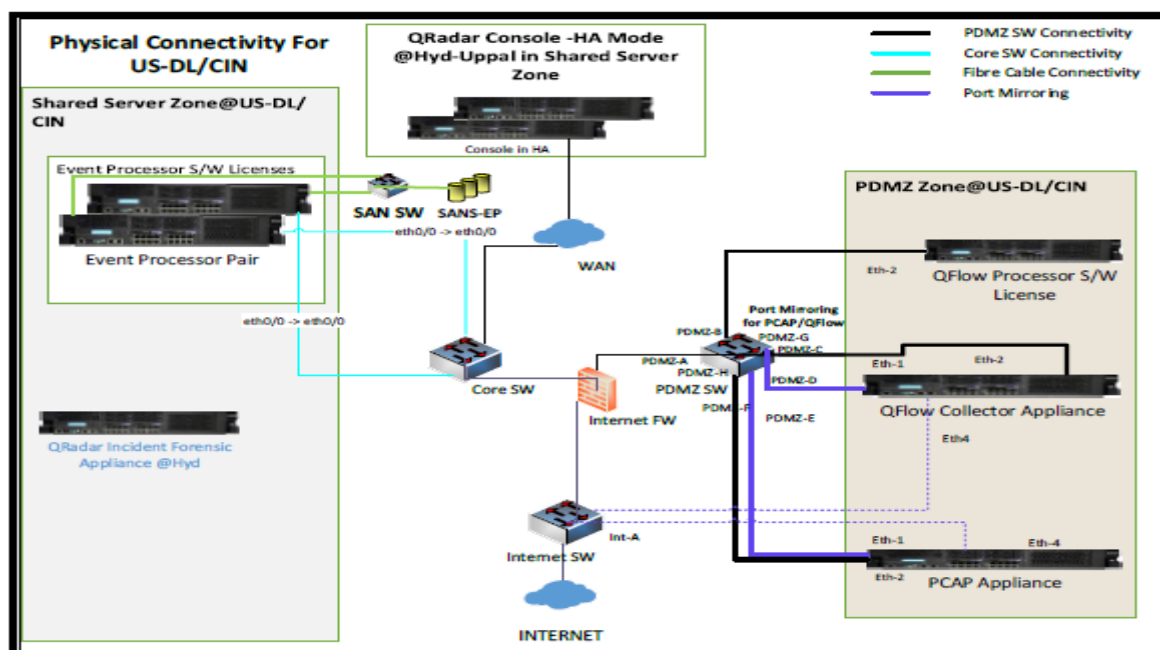 Physical Connectivity For
US-DL/CIN
QRadar Console -HA Mode
@Hyd-Uppal in Shared Server
Zone
Console in HA
PDMZ SW Connectivity
Core SW Connectivity
Fibre Cable Connectivity
Port Mirroring
Shared Server Zone@US-DL/
CIN
Event Processor S/W Licenses
Event Processor Pair
SAN SW
SANS-EP
eth0/0 -> eth0/0
WAN
eth0/0 -> eth0/0
Core SW
Internet FW
PDMZ Zone@US-DL/CIN
Eth-2
QFlow Processor S/W
License
Port Mirroring
for PCAP/QFlow
PDMZ-B
PDMZ-G
PDMZ-C
PDMZ-A
PDMZ-H
PDMZ SW
PDMZ-D
PDMZ-F
PDMZ-E
Eth-1
Eth-2
QFlow Collector Appliance
Eth4
QRadar Incident Forensic
Appliance @Hyd
Int-A
Internet SW
Eth-1
Eth-4
Eth-2
PCAP Appliance
INTERNET